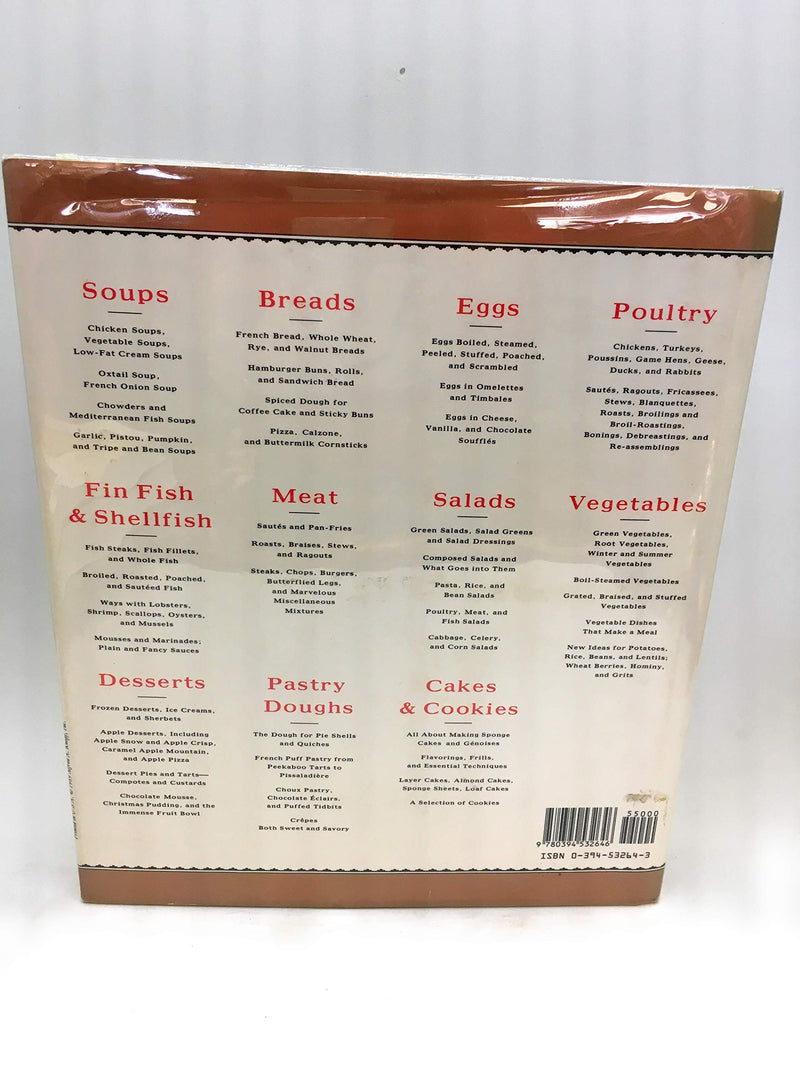 Soups
Chicken Soups,
Vegetable Soups,
Low-Fat Cream Soups
Oxtail Soup,
French Onion Soup
Chowders and
Mediterranean Fish Soups
Garlic, Pistou, Pumpkin,
and Tripe and Bean Soups
Breads
French Bread, Whole Wheat,
Rye, and Walnut Breads
Hamburger Buns, Rolls,
and Sandwich Bread
Spiced Dough for
Coffee Cake and Sticky Buns
Pizza, Calzone,
and Buttermilk Cornsticks
Eggs
Eggs Boiled, Steamed,
Peeled, Stuffed, Poached,
and Scrambled
Eggs in Omelettes
and Timbales
Eggs in Cheese,
Vanilla, and Chocolate
Soufflés
Poultry
Chickens, Turkeys,
Poussins, Game Hens, Geese,
Ducks, and Rabbits
Sautés, Ragouts, Fricassees,
Stews, Blanquettes,
Roasts, Broilings and
Broil-Roastings,
Bonings, Debreastings, and
Re-assemblings
Fin Fish
& Shellfish
Fish Steaks, Fish Fillets,
and Whole Fish
Broiled, Roasted, Poached,
and Sautéed Fish
Ways with Lobsters,
Shrimp, Scallops, Oysters,
and Mussels
Mousses and Marinades;
Plain and Fancy Sauces
Meat
Sautés and Pan-Fries
Roasts, Braises, Stews,
and Ragouts
Steaks, Chops, Burgers,
Butterflied Legs,
and Marvelous
Miscellaneous
Mixtures
Salads
Green Salads, Salad Greens
and Salad Dressings
Composed Salads and
What Goes into Them
Pasta, Rice, and
Bean Salads
Poultry, Meat, and
Fish Salads
Cabbage, Celery,
and Corn Salads
Vegetables
Green Vegetables,
Root Vegetables,
Winter and Summer
Vegetables
Boil-Steamed Vegetables
Grated, Braised, and Stuffed
Vegetables
Vegetable Dishes
That Make a Meal
New Ideas for Potatoes,
Rice, Beans, and Lentils;
Wheat Berries, Hominy,
and Grits
Desserts
Frozen Desserts, Ice Creams,
and Sherbets
Apple Desserts, Including
Apple Snow and Apple Crisp,
Caramel Apple Mountain,
and Apple Pizza
Dessert Pies and Tarts—
Compotes and Custards
Chocolate Mousse,
Christmas Pudding, and the
Immense Fruit Bowl
Pastry
Doughs
The Dough for Pie Shells
and Quiches
French Puff Pastry from
Peekaboo Tarts to
Pissaladière
Choux Pastry,
Chocolate Éclairs,
and Puffed Tidbits
Crêpes
Both Sweet and Savory
Cakes
& Cookies
All About Making Sponge
Cakes and Génoises
Flavorings, Frills,
and Essential Techniques
Layer Cakes, Almond Cakes,
Sponge Sheets, Loaf Cakes
A Selection of Cookies
55000
9 780394 532646
ISBN 0-394-53264-3